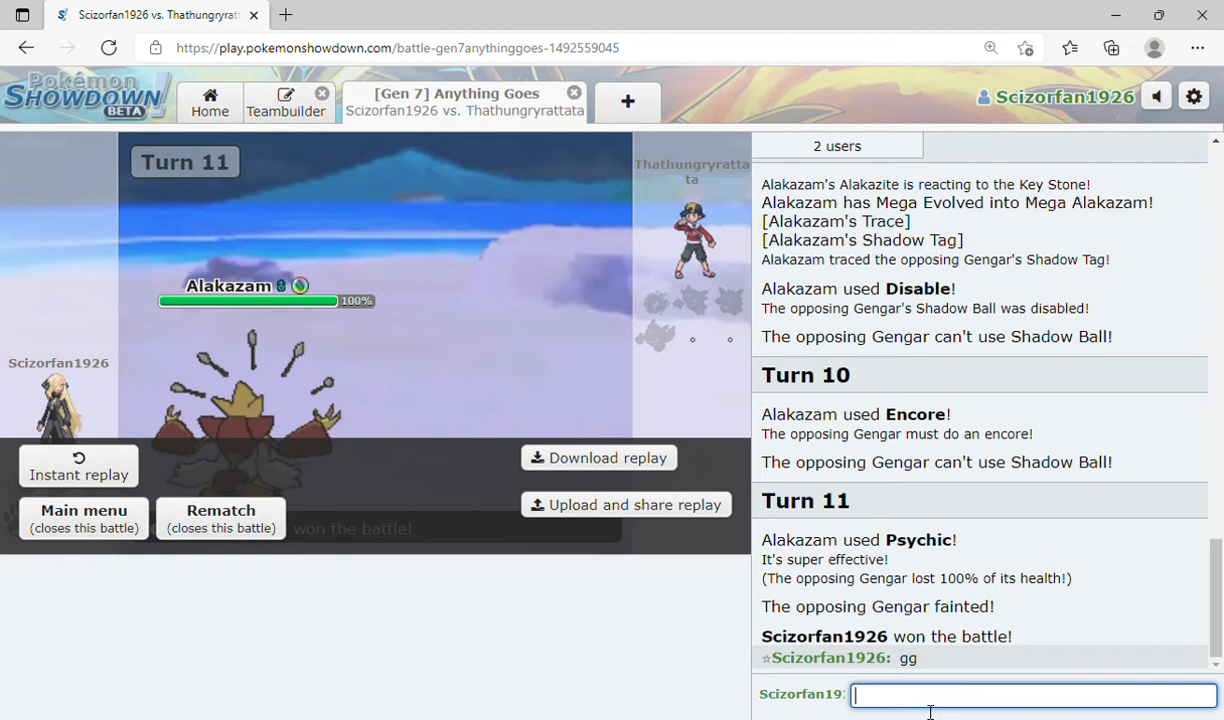 Scizorfan1926 vs. Thathungryratt
https://play.pokemonshowdown.com/battle-gen7anythinggoes-1492559045
Pokémon
SHOWDOWN
BETA
Home
Teambuilder
[Gen 7] Anything Goes
Scizorfan1926 vs. Thathungryrattata
+
Scizorfan1926
Turn 11
Thathungryratta
ta
Alakazam
100%
Scizorfan1926
Instant replay
Download replay
Main menu
(closes this battle)
Rematch
(closes this battle)
Upload and share replay
won the battle!
2 users
Alakazam's Alakazite is reacting to the Key Stone!
Alakazam has Mega Evolved into Mega Alakazam!
[Alakazam's Trace]
[Alakazam's Shadow Tag]
Alakazam traced the opposing Gengar's Shadow Tag!
Alakazam used Disable!
The opposing Gengar's Shadow Ball was disabled!
The opposing Gengar can't use Shadow Ball!
Turn 10
Alakazam used Encore!
The opposing Gengar must do an encore!
The opposing Gengar can't use Shadow Ball!
Turn 11
Alakazam used Psychic!
It's super effective!
(The opposing Gengar lost 100% of its health!)
The opposing Gengar fainted!
Scizorfan1926 won the battle!
☆Scizorfan1926: gg
Scizorfan19